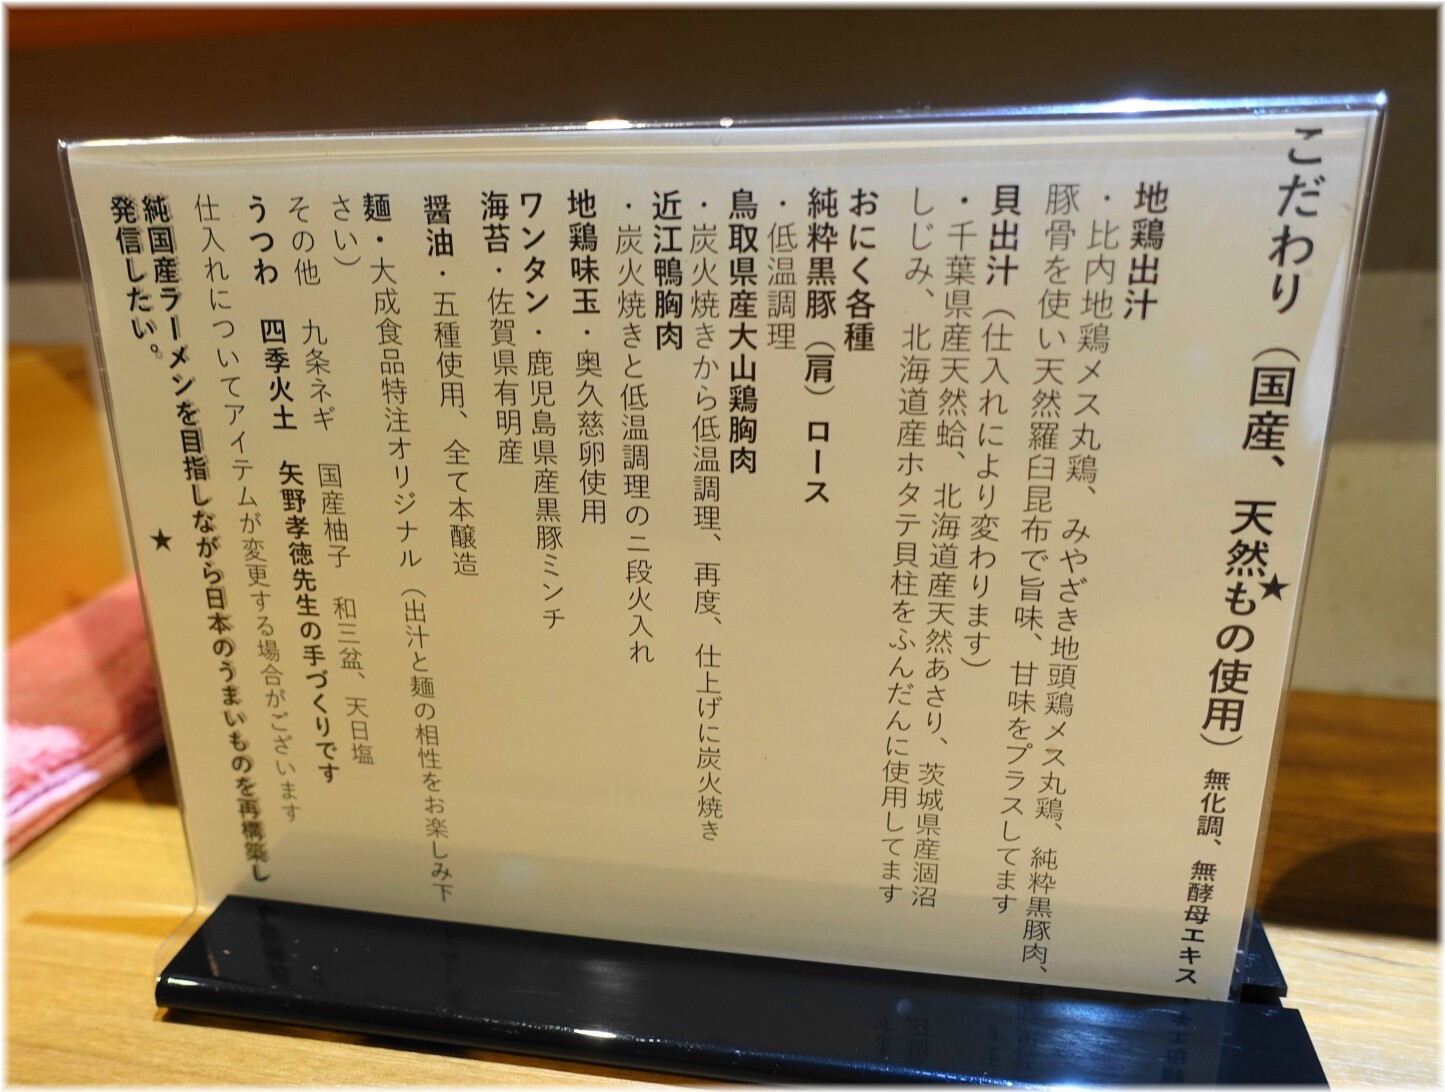 こだわり（国産、天然もの使用）無化調、無酵母エキス
★
地鶏出汁
・比内地鶏メス丸鶏、みやざき地頭鶏メス丸鶏、純粋黒豚肉、
豚骨を使い天然羅臼昆布で旨味、甘味をプラスしてます
貝出汁（仕入れにより変わります）
・千葉県産天然蛤、北海道産天然あさり、茨城県産涸沼
しじみ、北海道産ホタテ貝柱をふんだんに使用してます
おにく各種
純粋黒豚（肩）ロース
・低温調理
鳥取県産大山鶏胸肉
・炭火焼きから低温調理、再度、仕上げに炭火焼き
近江鴨胸肉
・炭火焼きと低温調理の二段火入れ
地鶏味玉・奥久慈卵使用
ワンタン・鹿児島県産黒豚ミンチ
海苔・佐賀県有明産
醤油・五種使用、全て本醸造
麺・大成食品特注オリジナル（出汁と麺の相性をお楽しみ下
さい）
その他　九条ネギ　国産柚子　和三盆、天日塩
うつわ　四季火土　矢野孝徳先生の手づくりです
仕入れについてアイテムが変更する場合がございます
★
純国産ラーメンを目指しながら日本のうまいものを再構築し
発信したい。